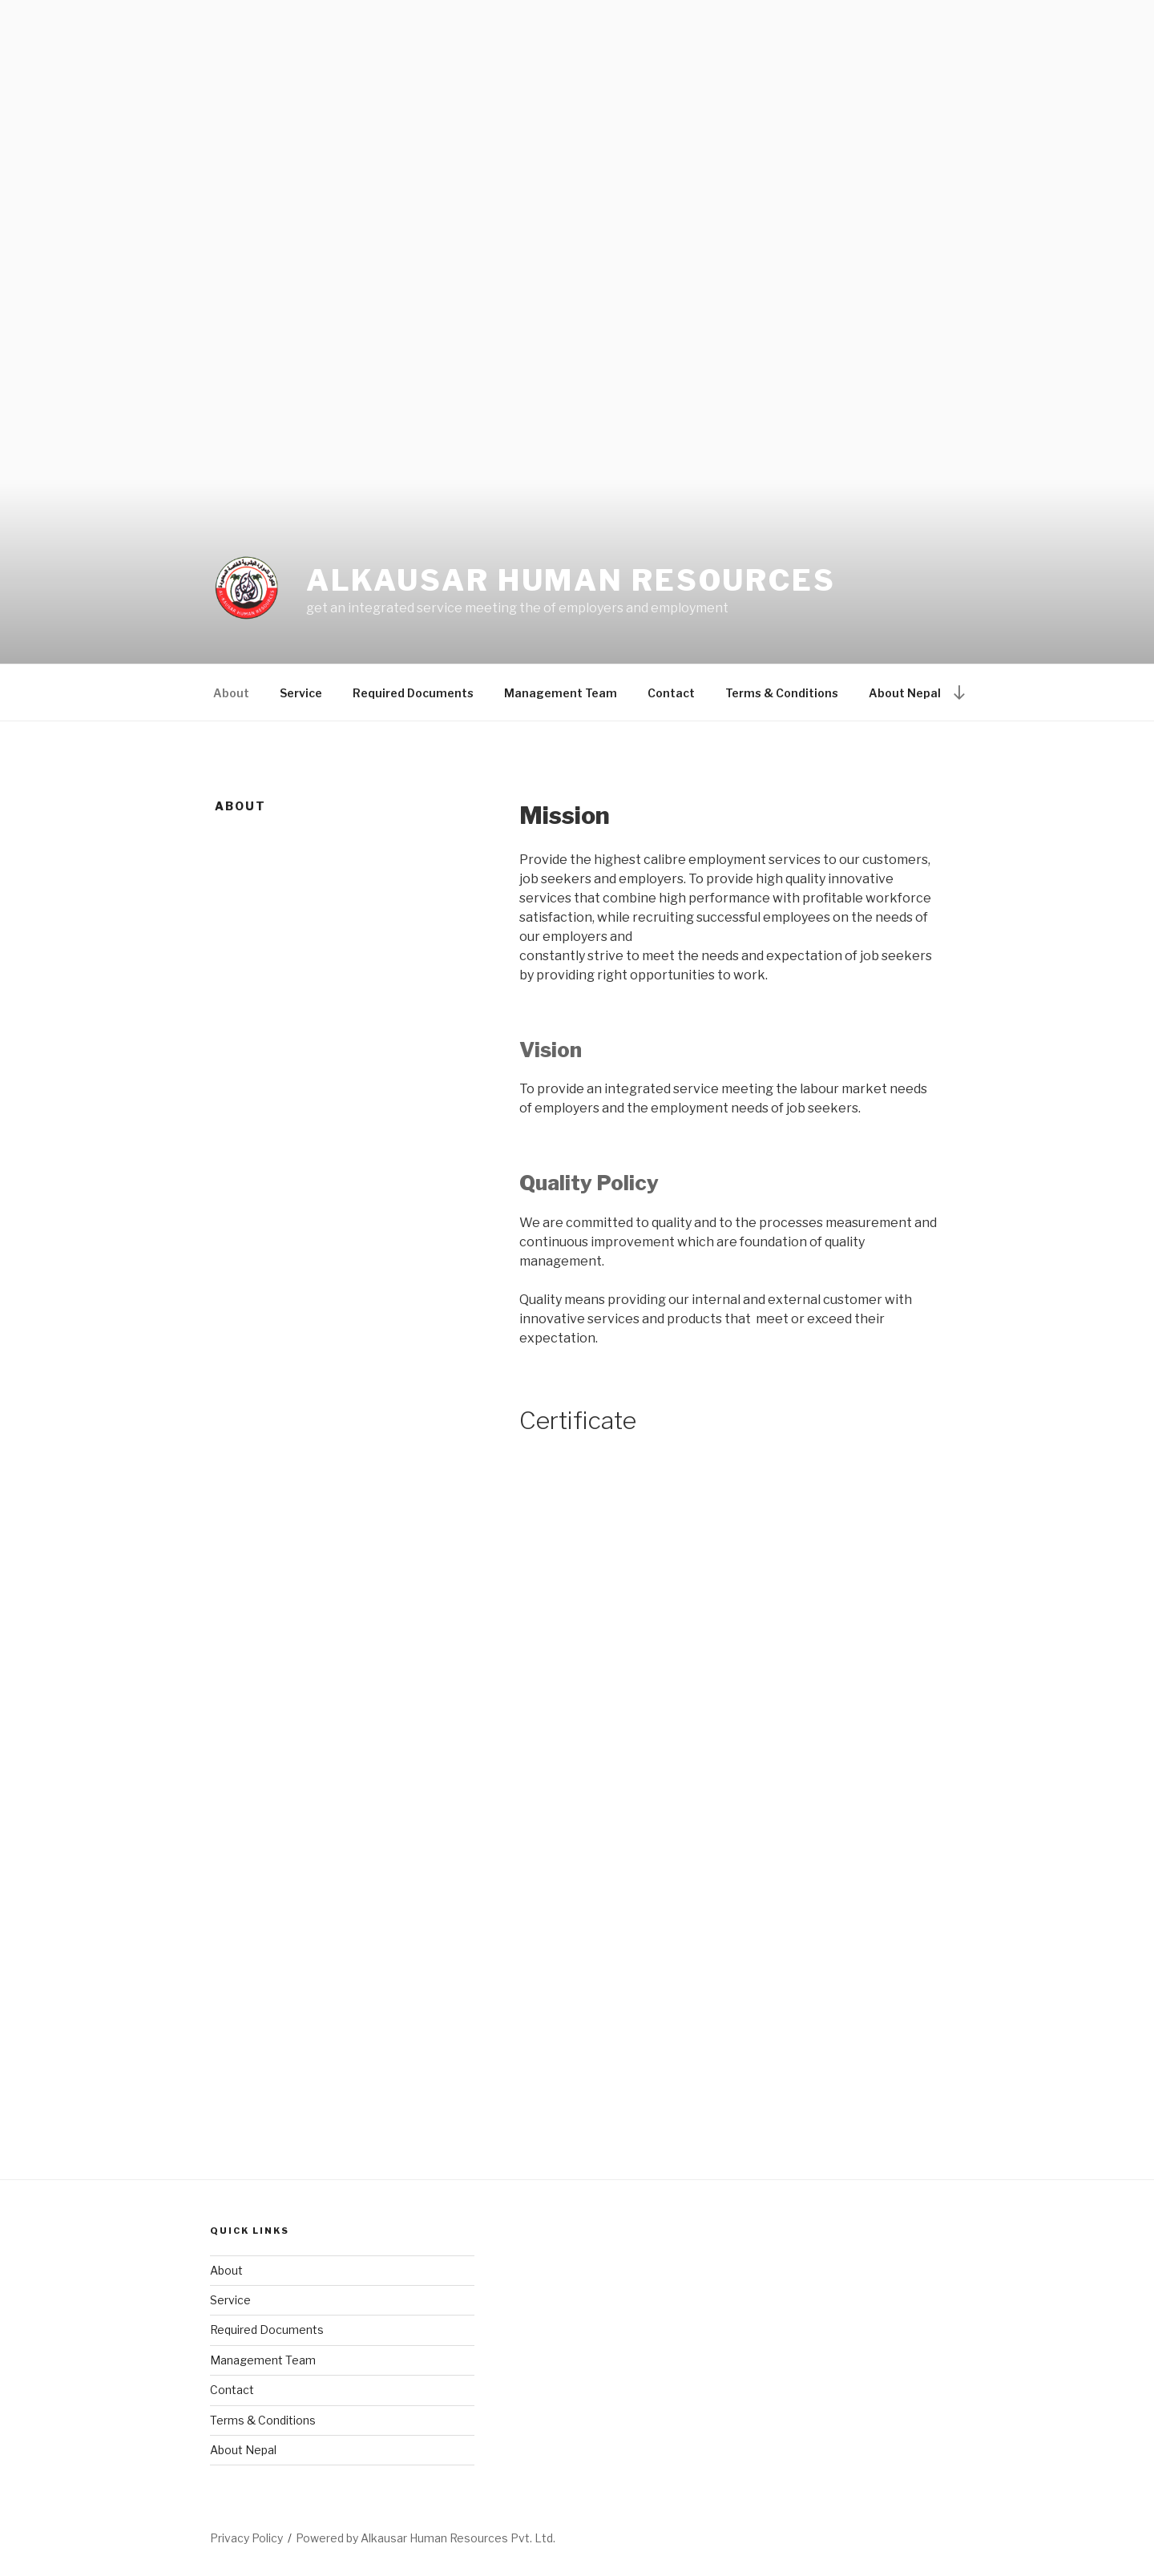 ALKAUSAR HUMAN RESOURCES
get an integrated service meeting the of employers and employment
About
Service
Required Documents
Management Team
Contact
Terms & Conditions
About Nepal
ABOUT
Mission
Provide the highest calibre employment services to our customers,
job seekers and employers. To provide high quality innovative
services that combine high performance with profitable workforce
satisfaction, while recruiting successful employees on the needs of
our employers and
constantly strive to meet the needs and expectation of job seekers
by providing right opportunities to work.
Vision
To provide an integrated service meeting the labour market needs
of employers and the employment needs of job seekers.
Quality Policy
We are committed to quality and to the processes measurement and
continuous improvement which are foundation of quality
management.
Quality means providing our internal and external customer with
innovative services and products that  meet or exceed their
expectation.
Certificate
QUICK LINKS
About
Service
Required Documents
Management Team
Contact
Terms & Conditions
About Nepal
Privacy Policy / Powered by Alkausar Human Resources Pvt. Ltd.